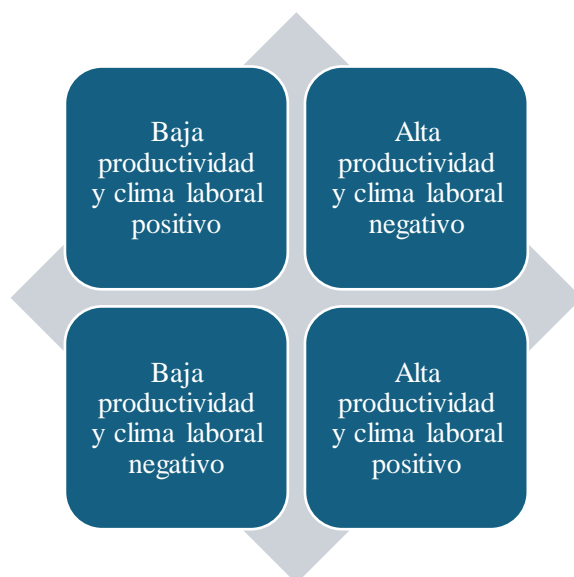 Baja
productividad
y clima laboral
positivo
Alta
productividad
y clima laboral
negativo
Baja
productividad
y clima laboral
negativo
Alta
productividad
y clima laboral
positivo